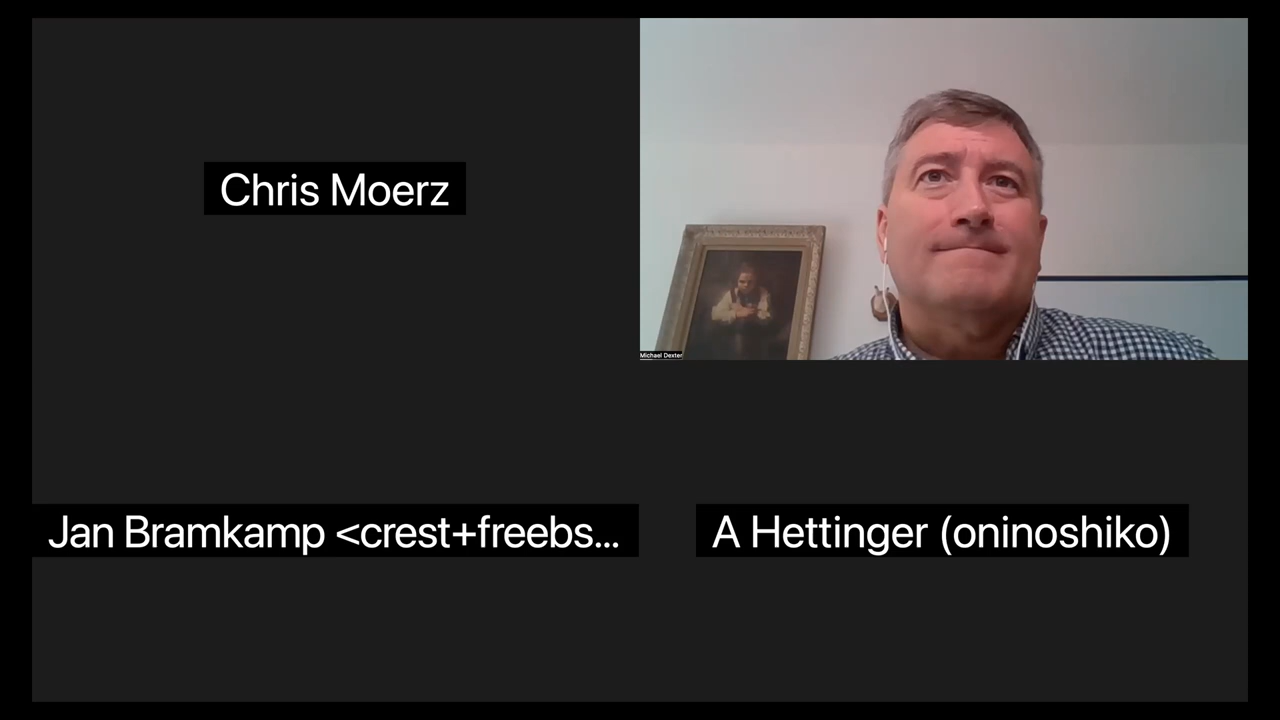 Chris Moerz
Michael Dexter
Jan Bramkamp <crest+freebs...
A Hettinger (oninoshiko)